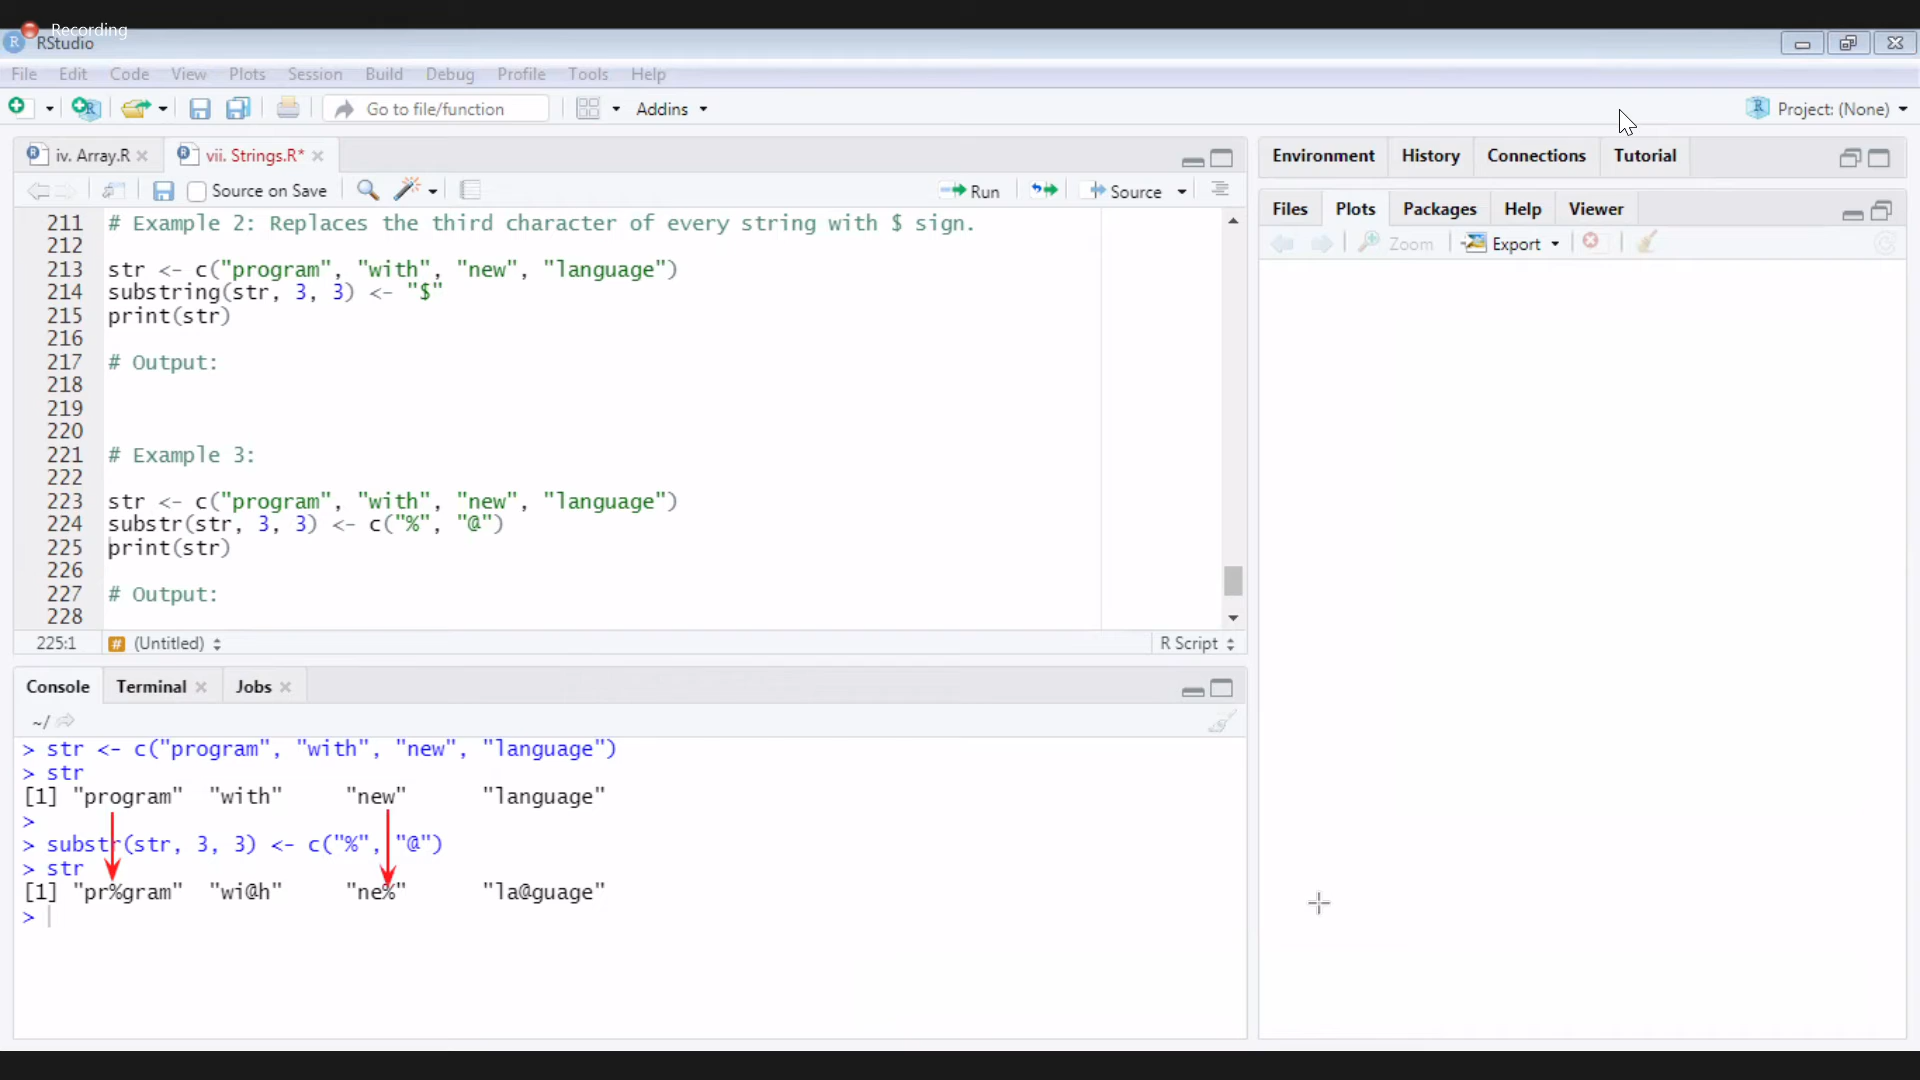 Recording
RStudio
File Edit Code View Plots Session Build Debug Profile Tools Help
Go to file/function Addins Project: (None)
iv. Array.R vii. Strings.R*
Source on Save Run Source
211 # Example 2: Replaces the third character of every string with $ sign.
212
213 str <- c("program", "with", "new", "language")
214 substring(str, 3, 3) <- "$"
215 print(str)
216
217 # Output:
218
219
220
221 # Example 3:
222
223 str <- c("program", "with", "new", "language")
224 substr(str, 3, 3) <- c("%", "@")
225 print(str)
226
227 # Output:
228
225:1 # (Untitled) R Script
Console Terminal Jobs
~/
> str <- c("program", "with", "new", "language")
> str
[1] "program" "with" "new" "language"
>
> substr(str, 3, 3) <- c("%", "@")
> str
[1] "pr%gram" "wi@h" "ne%" "la@guage"
>
Environment History Connections Tutorial
Files Plots Packages Help Viewer
Zoom Export